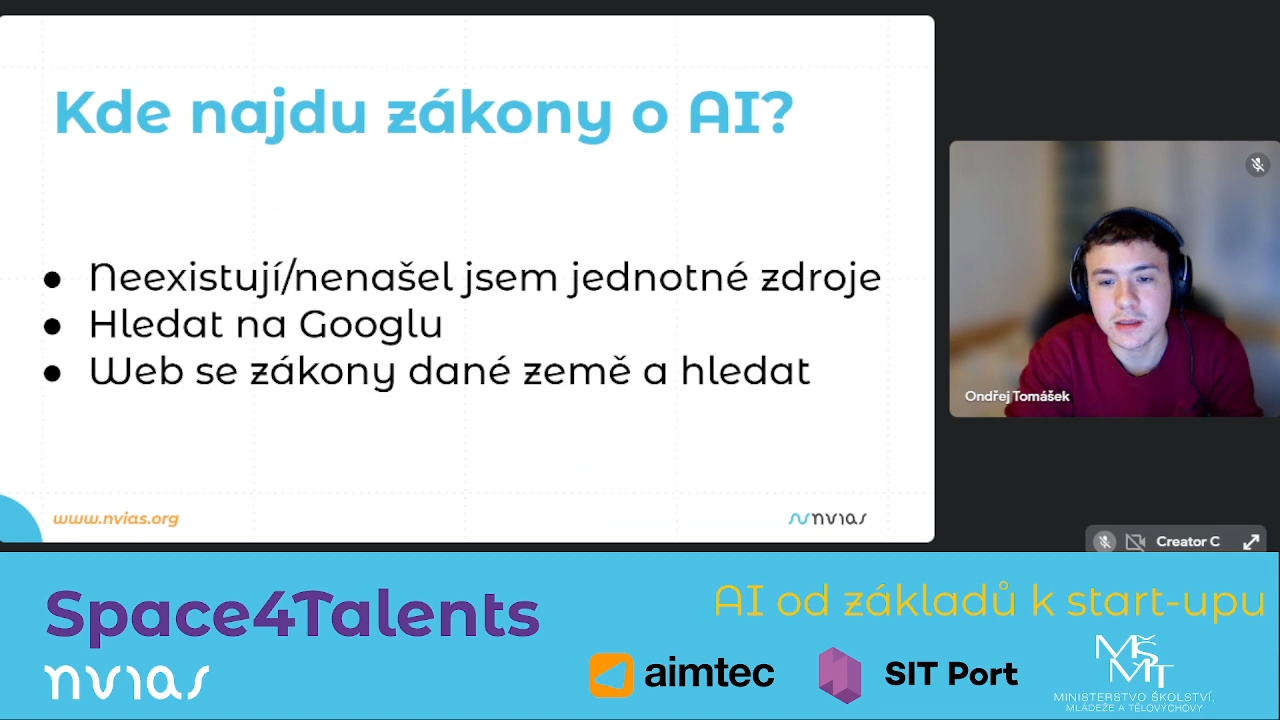 Kde najdu zákony o AI?
● Neexistují/nenašel jsem jednotné zdroje
● Hledat na Googlu
● Web se zákony dané země a hledat
www.nvias.org
nvias
Ondřej Tomášek
Creator C
Space4Talents
AI od základů k start-upu
nvias
aimtec
SIT Port
MŠMT
MINISTERSTVO ŠKOLSTVÍ,
MLÁDEŽE A TĚLOVÝCHOVY